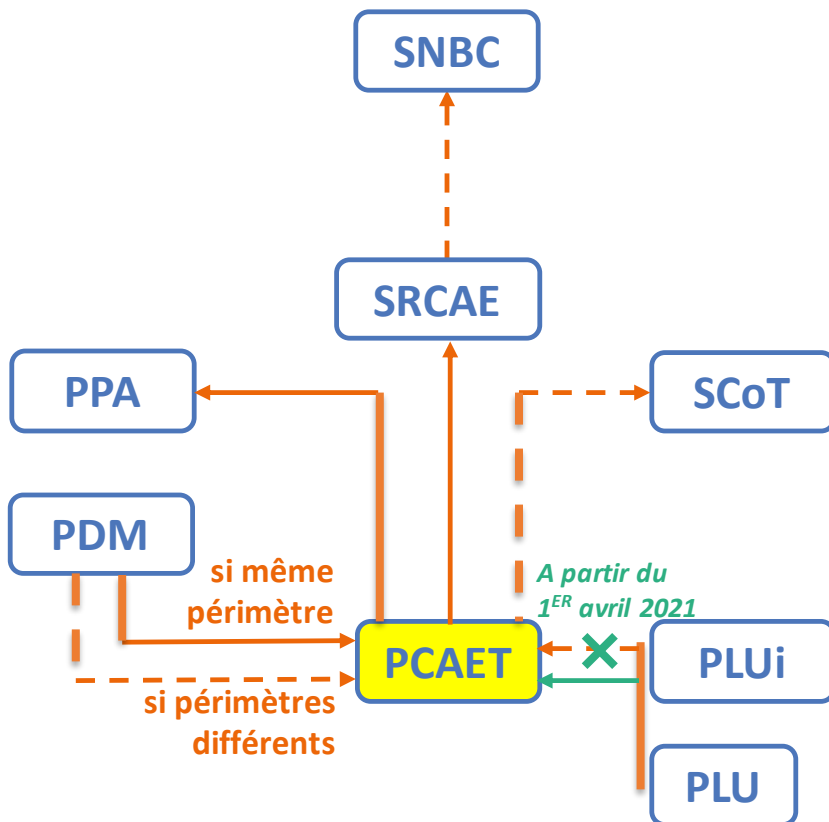 SNBC
SRCAE
PPA
SCoT
PDM
si même
périmètre
A partir du
1ER avril 2021
PCAET
PLUi
si périmètres
différents
PLU